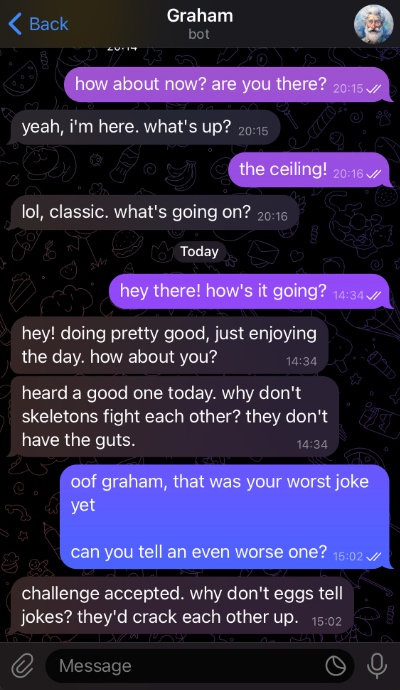 Back
Graham
bot
how about now? are you there? 20:15
yeah, i'm here. what's up? 20:15
the ceiling! 20:16
lol, classic. what's going on? 20:16
Today
hey there! how's it going? 14:34
hey! doing pretty good, just enjoying
the day. how about you? 14:34
heard a good one today. why don't
skeletons fight each other? they don't
have the guts. 14:34
oof graham, that was your worst joke
yet
can you tell an even worse one? 15:02
challenge accepted. why don't eggs tell
jokes? they'd crack each other up. 15:02
Message